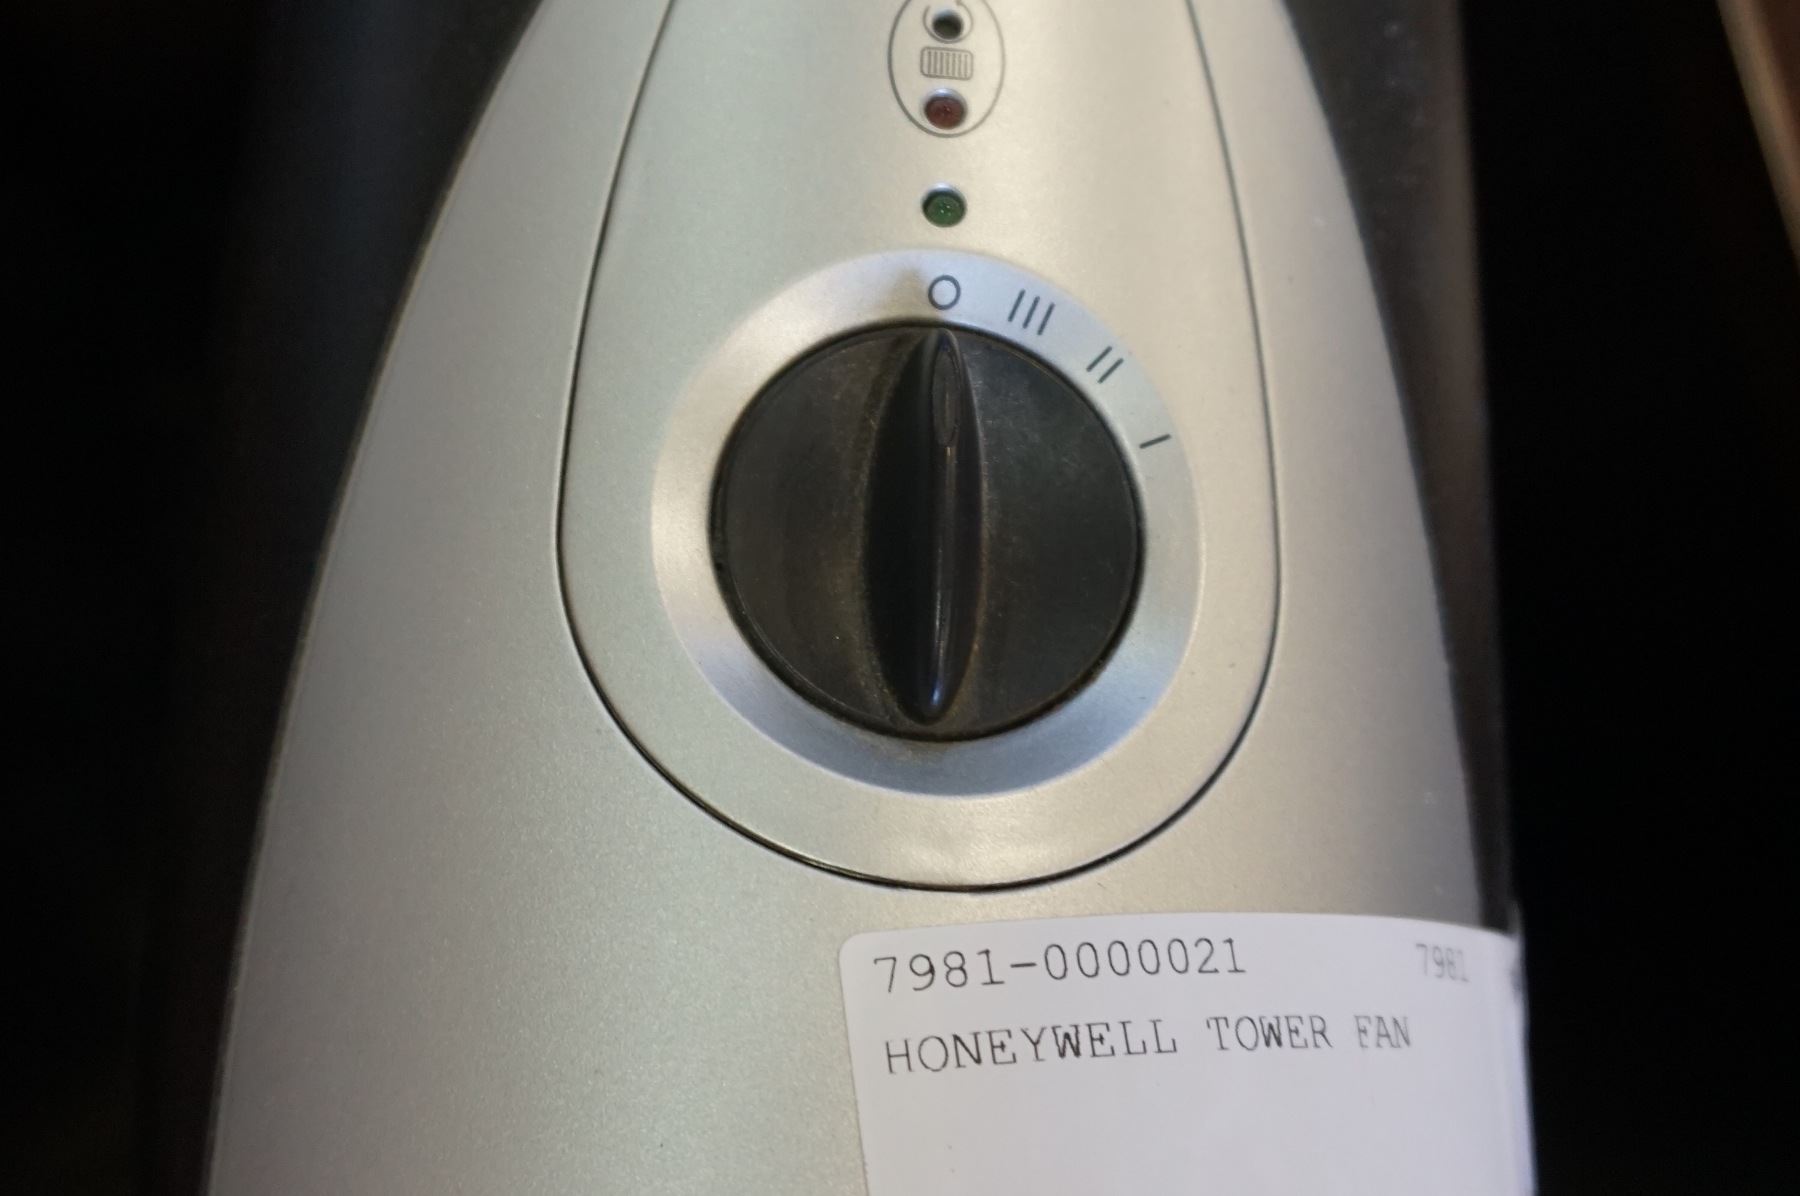 O III II I
7981-0000021 7981
HONEYWELL TOWER FAN